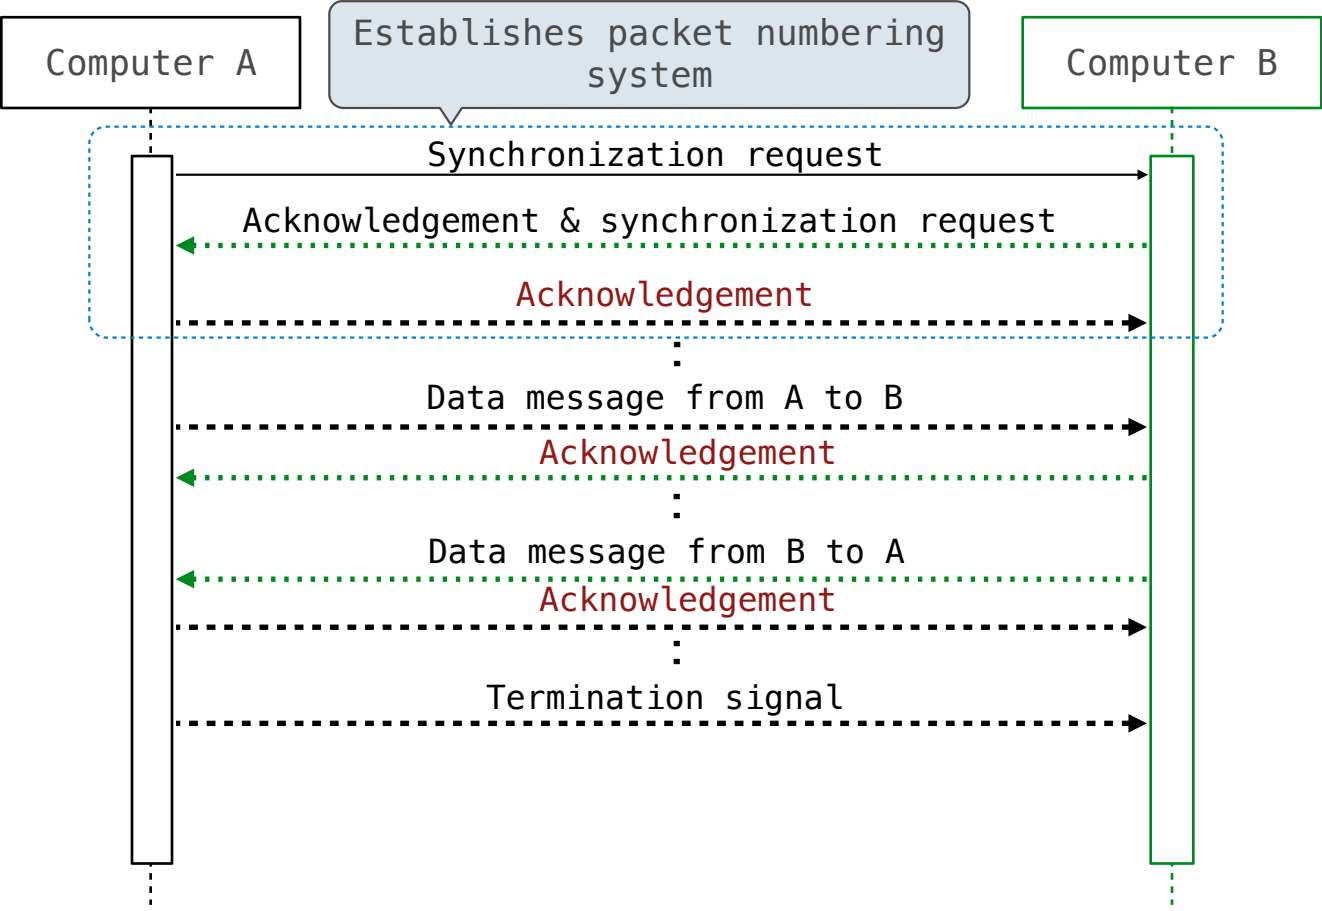 Computer A
Establishes packet numbering
system
Computer B
Synchronization request
Acknowledgement & synchronization request
Acknowledgement
Data message from A to B
Acknowledgement
Data message from B to A
Acknowledgement
Termination signal